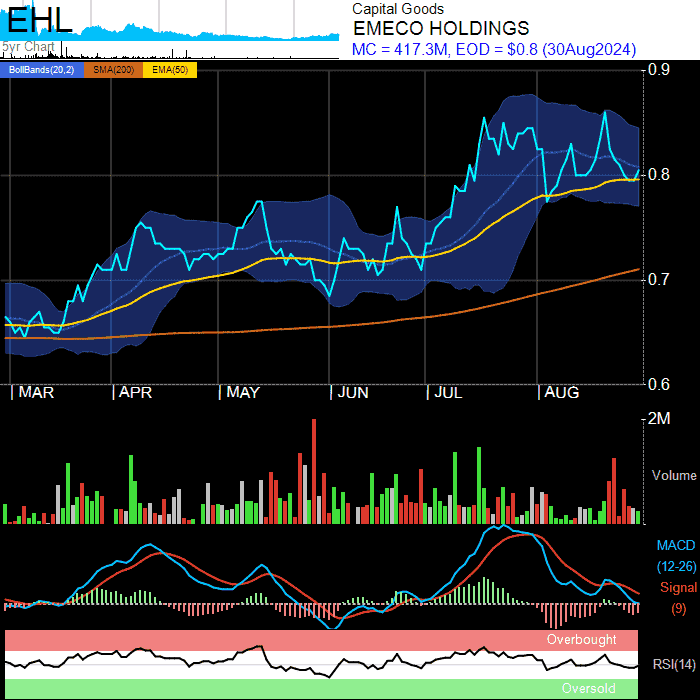 EHL
5yr Chart
Capital Goods
EMECO HOLDINGS
MC = 417.3M, EOD = $0.8 (30Aug2024)
BollBands(20,2) SMA(200) EMA(50)
0.9
0.8
0.7
0.6
MAR APR MAY JUN JUL AUG
2M
Volume
MACD
(12-26)
Signal
(9)
Overbought
RSI(14)
Oversold